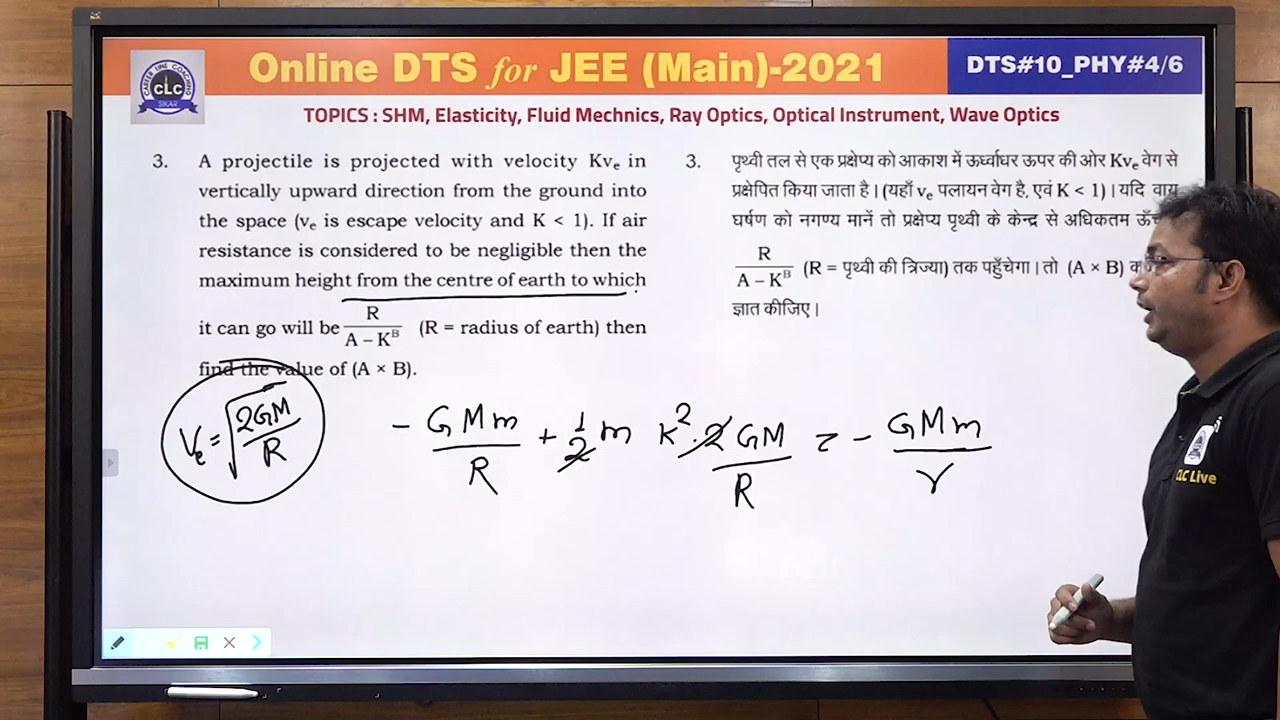 Online DTS for JEE (Main)-2021
DTS#10_PHY#4/6
CAREER LINE COACHING
CLC
SIKAR
TOPICS : SHM, Elasticity, Fluid Mechnics, Ray Optics, Optical Instrument, Wave Optics
3. A projectile is projected with velocity Kvₑ in
vertically upward direction from the ground into
the space (vₑ is escape velocity and K < 1). If air
resistance is considered to be negligible then the
maximum height from the centre of earth to which
it can go will be R / (A – K^B) (R = radius of earth) then
find the value of (A × B).
3. पृथ्वी तल से एक प्रक्षेप्य को आकाश में ऊर्ध्वाधर ऊपर की ओर Kvₑ वेग से
प्रक्षेपित किया जाता है। (यहाँ vₑ पलायन वेग है, एवं K < 1)। यदि वायु
घर्षण को नगण्य मानें तो प्रक्षेप्य पृथ्वी के केन्द्र से अधिकतम
R / (A – K^B) (R = पृथ्वी की त्रिज्या) तक पहुँचेगा। तो (A × B)
ज्ञात कीजिए।
Vₑ = √(2GM / R)
– GMm / R + 1/2 m K² · 2GM / R = – GMm / r
CLC Live